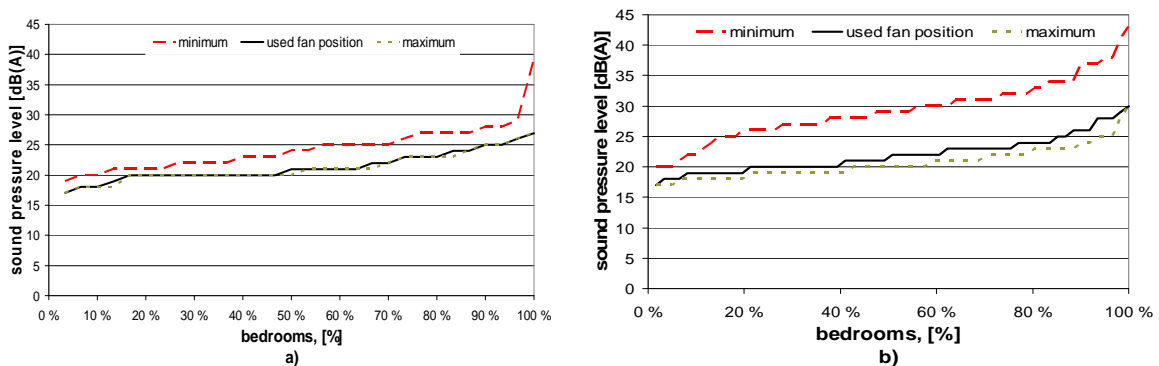 45
40
35
30
25
20
15
10
5
0
sound pressure level [dB(A)]
minimum used fan position maximum
0 % 10 % 20 % 30 % 40 % 50 % 60 % 70 % 80 % 90 % 100 %
bedrooms, [%]
a)
45
40
35
30
25
20
15
10
5
0
sound pressure level [dB(A)]
minimum used fan position maximum
0 % 20 % 40 % 60 % 80 % 100 %
bedrooms, [%]
b)